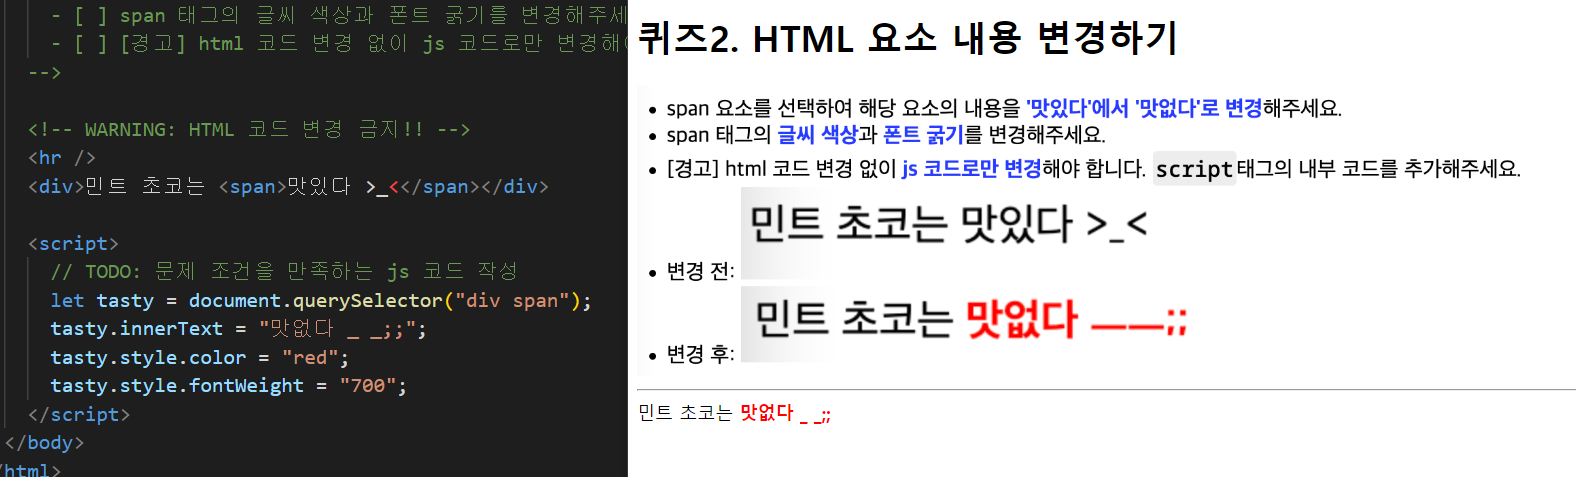 - [ ] span 태그의 글씨 색상과 폰트 굵기를 변경해주세
- [ ] [경고] html 코드 변경 없이 js 코드로만 변경해야
-->
<!-- WARNING: HTML 코드 변경 금지!! -->
<hr />
<div>민트 초코는 <span>맛있다 >_<</span></div>
<script>
// TODO: 문제 조건을 만족하는 js 코드 작성
let tasty = document.querySelector("div span");
tasty.innerText = "맛없다 _ _;;";
tasty.style.color = "red";
tasty.style.fontWeight = "700";
</script>
</body>
/html>
퀴즈2. HTML 요소 내용 변경하기
• span 요소를 선택하여 해당 요소의 내용을 '맛있다'에서 '맛없다'로 변경해주세요.
• span 태그의 글씨 색상과 폰트 굵기를 변경해주세요.
• [경고] html 코드 변경 없이 js 코드로만 변경해야 합니다. script태그의 내부 코드를 추가해주세요.
민트 초코는 맛있다 >_<
• 변경 전:
민트 초코는 맛없다 ㅡㅡ;;
• 변경 후:
민트 초코는 맛없다 _ _;;